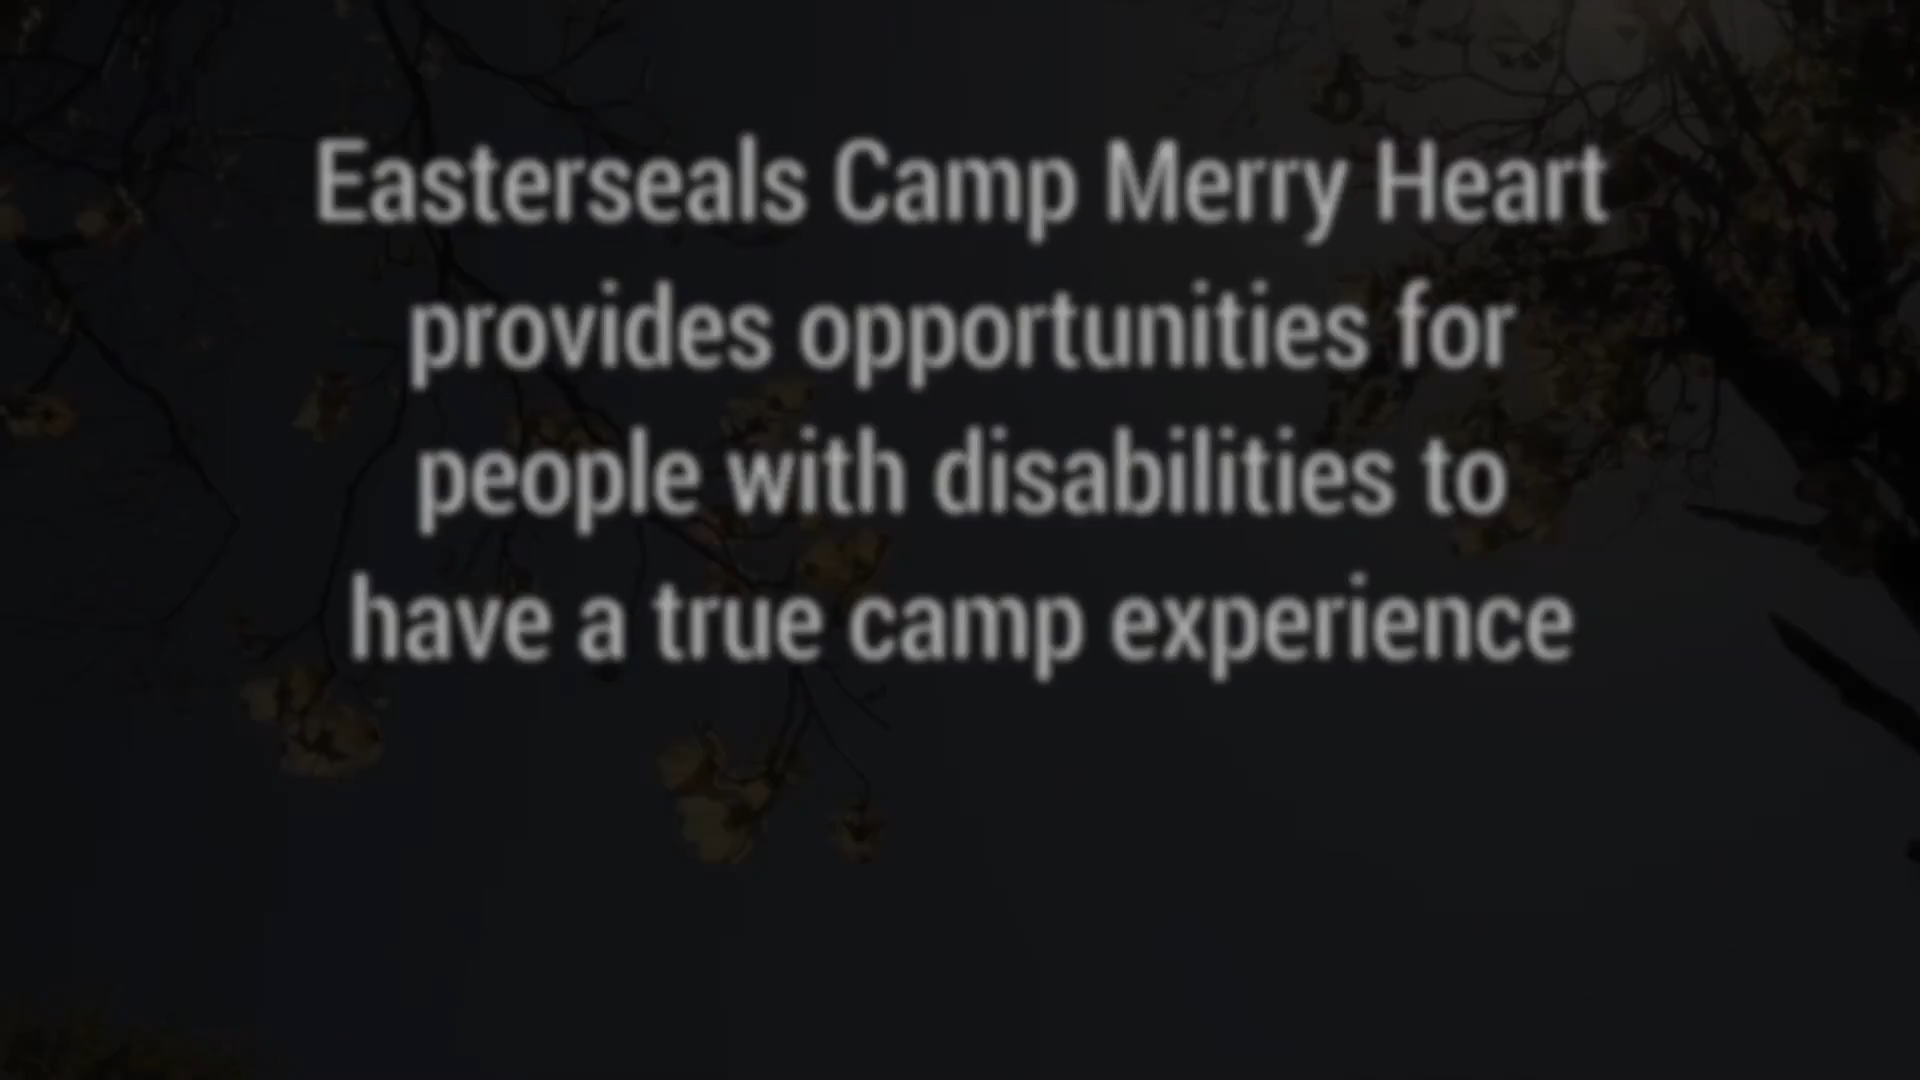 Easterseals Camp Merry Heart
provides opportunities for
people with disabilities to
have a true camp experience